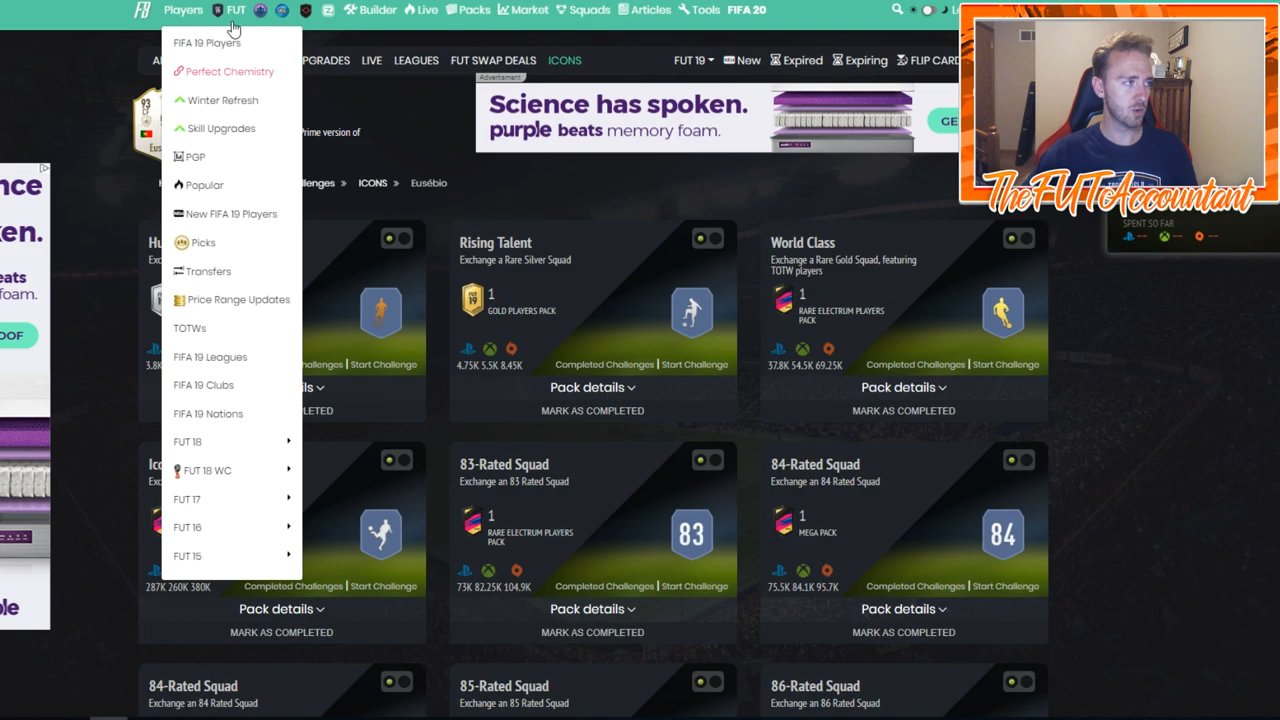 FB Players FUT Builder Live Packs Market Squads Articles Tools FIFA 20
FIFA 19 Players
Perfect Chemistry
Winter Refresh
Skill Upgrades
PGP
Popular
New FIFA 19 Players
Picks
Transfers
Price Range Updates
TOTWs
FIFA 19 Leagues
FIFA 19 Clubs
FIFA 19 Nations
FUT 18
FUT 18 WC
FUT 17
FUT 16
FUT 15
PGRADES LIVE LEAGUES FUT SWAP DEALS ICONS FUT 19 New Expired Expiring FLIP CARD
Advertisment
Science has spoken.
purple beats memory foam.
GE
93
CF
Prime version of
ICONS » Eusébio
TheFUTAccountant
SPENT SO FAR
-- -- --
nce has
ken.
eats
foam.
OOF
Rising Talent
Exchange a Rare Silver Squad
1
GOLD PLAYERS PACK
4.75K 5.5K 8.45K
Completed Challenges | Start Challenge
Pack details
MARK AS COMPLETED
World Class
Exchange a Rare Gold Squad, featuring
TOTW players
1
RARE ELECTRUM PLAYERS
PACK
37.8K 54.5K 69.25K
Completed Challenges | Start Challenge
Pack details
MARK AS COMPLETED
287K 260K 380K
Completed Challenges | Start Challenge
Pack details
MARK AS COMPLETED
83-Rated Squad
Exchange an 83 Rated Squad
1
RARE ELECTRUM PLAYERS
PACK
83
73K 82.25K 104.9K
Completed Challenges | Start Challenge
Pack details
MARK AS COMPLETED
84-Rated Squad
Exchange an 84 Rated Squad
1
MEGA PACK
84
75.5K 84.1K 95.7K
Completed Challenges | Start Challenge
Pack details
MARK AS COMPLETED
84-Rated Squad
Exchange an 84 Rated Squad
85-Rated Squad
Exchange an 85 Rated Squad
86-Rated Squad
Exchange an 86 Rated Squad